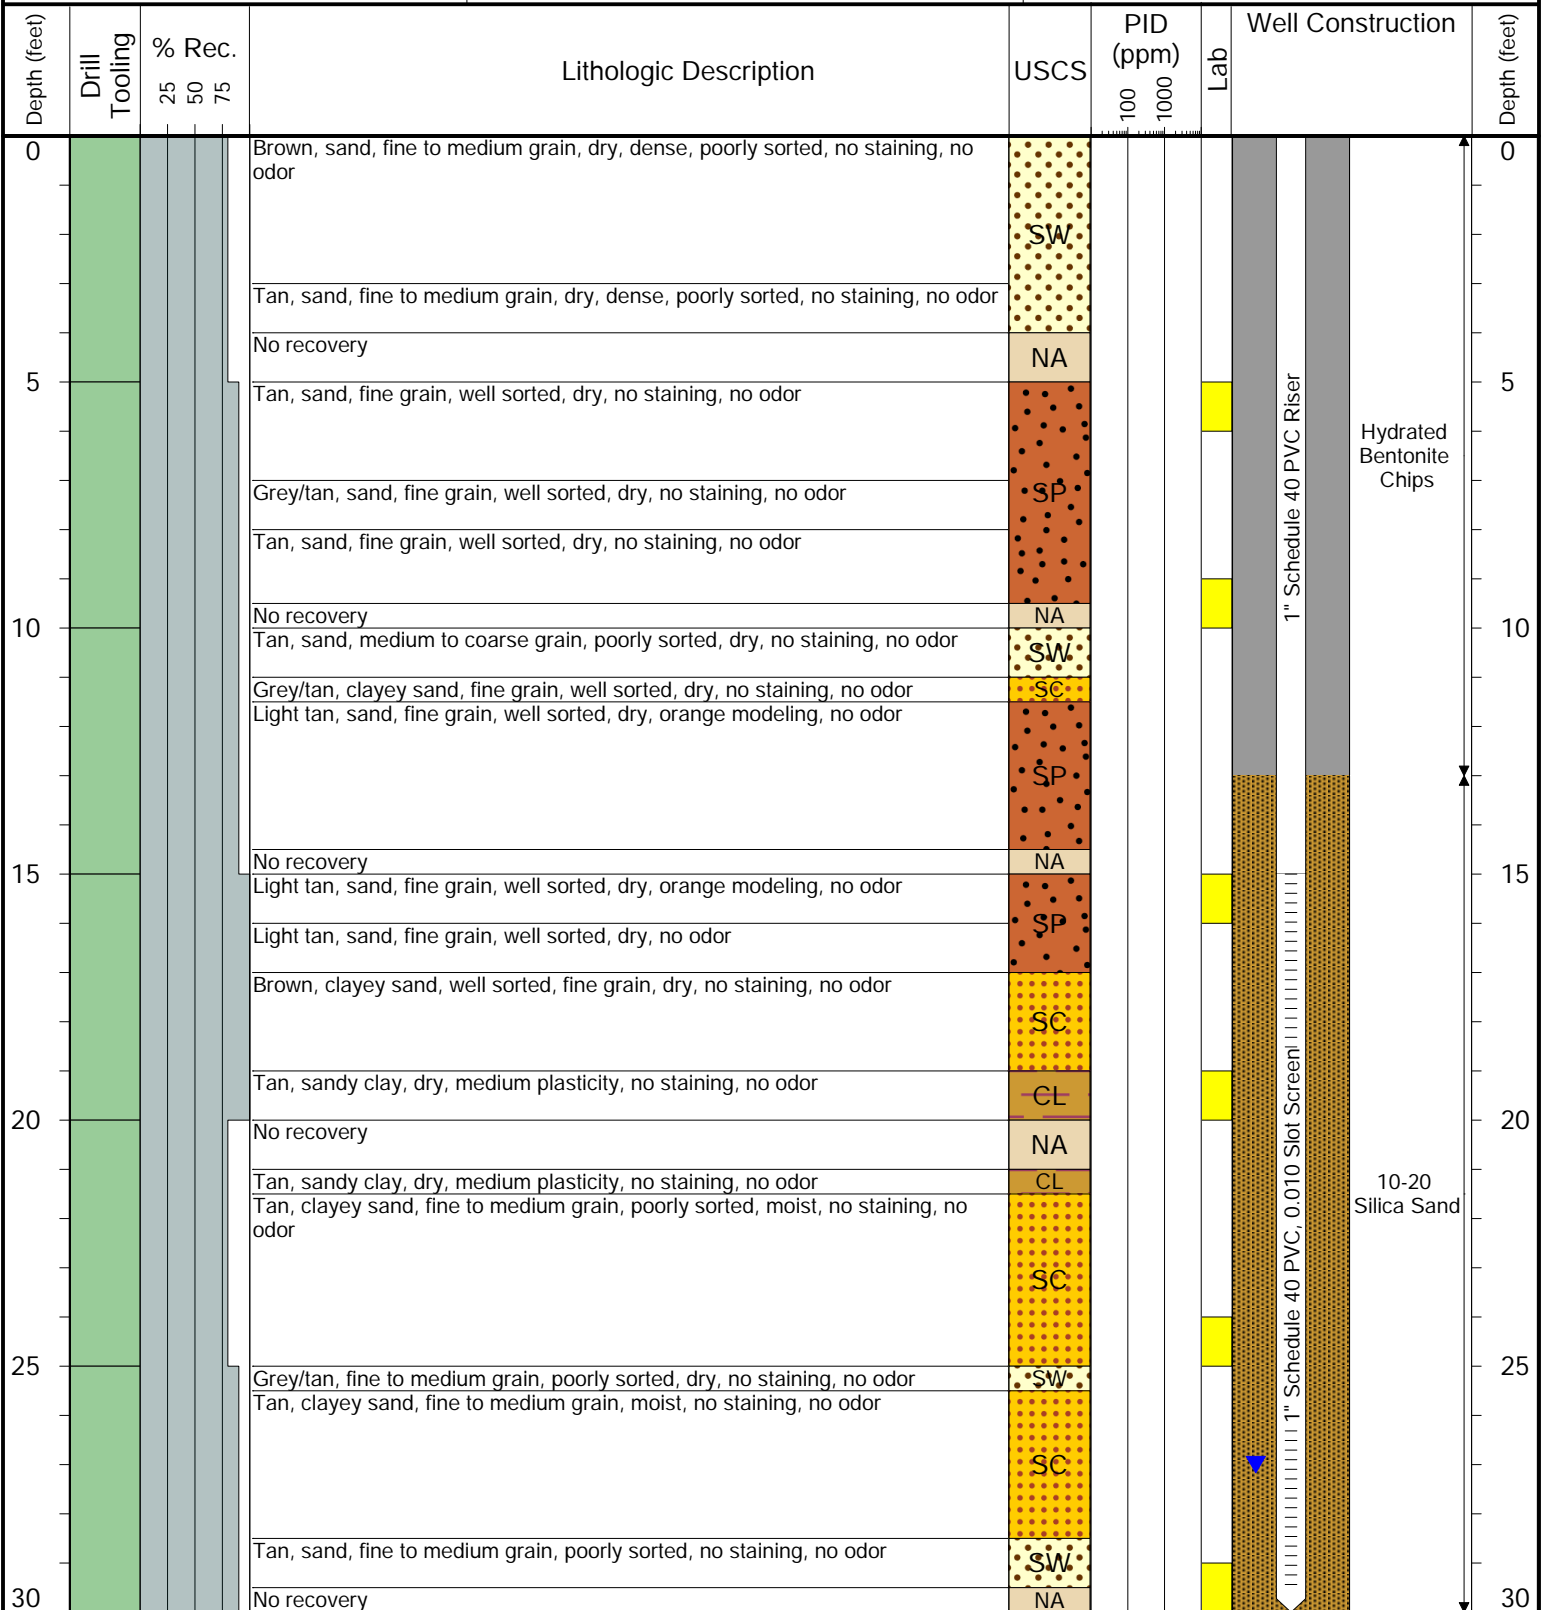 Depth (feet)
Drill
Tooling
% Rec.
25
50
75
Lithologic Description
USCS
PID
(ppm)
100
1000
Lab
Well Construction
Depth (feet)
0
Brown, sand, fine to medium grain, dry, dense, poorly sorted, no staining, no
odor
0
SW
Tan, sand, fine to medium grain, dry, dense, poorly sorted, no staining, no odor
No recovery
NA
5
Tan, sand, fine grain, well sorted, dry, no staining, no odor
5
1" Schedule 40 PVC Riser
Hydrated
Bentonite
Chips
Grey/tan, sand, fine grain, well sorted, dry, no staining, no odor
SP
Tan, sand, fine grain, well sorted, dry, no staining, no odor
No recovery
NA
10
Tan, sand, medium to coarse grain, poorly sorted, dry, no staining, no odor
10
SW
Grey/tan, clayey sand, fine grain, well sorted, dry, no staining, no odor
SC
Light tan, sand, fine grain, well sorted, dry, orange modeling, no odor
SP
No recovery
NA
15
Light tan, sand, fine grain, well sorted, dry, orange modeling, no odor
15
SP
Light tan, sand, fine grain, well sorted, dry, no odor
Brown, clayey sand, well sorted, fine grain, dry, no staining, no odor
SC
Tan, sandy clay, dry, medium plasticity, no staining, no odor
CL
20
No recovery
20
NA
1" Schedule 40 PVC, 0.010 Slot Screen
Tan, sandy clay, dry, medium plasticity, no staining, no odor
CL
10-20
Silica Sand
Tan, clayey sand, fine to medium grain, poorly sorted, moist, no staining, no
odor
SC
25
Grey/tan, fine to medium grain, poorly sorted, dry, no staining, no odor
SW
25
Tan, clayey sand, fine to medium grain, moist, no staining, no odor
SC
Tan, sand, fine to medium grain, poorly sorted, no staining, no odor
SW
30
No recovery
NA
30